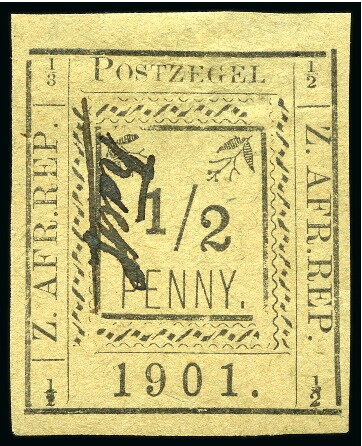 1/3 POSTZEGEL 1/2
Z. AFR. REP.
1/2
PENNY.
Z. AFR. REP.
1/2 1901. 1/2